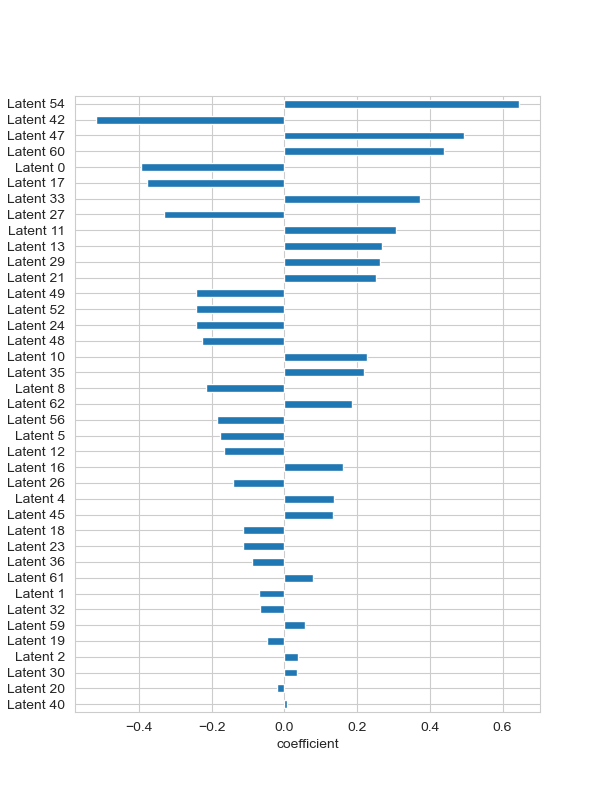 Latent 54
Latent 42
Latent 47
Latent 60
Latent 0
Latent 17
Latent 33
Latent 27
Latent 11
Latent 13
Latent 29
Latent 21
Latent 49
Latent 52
Latent 24
Latent 48
Latent 10
Latent 35
Latent 8
Latent 62
Latent 56
Latent 5
Latent 12
Latent 16
Latent 26
Latent 4
Latent 45
Latent 18
Latent 23
Latent 36
Latent 61
Latent 1
Latent 32
Latent 59
Latent 19
Latent 2
Latent 30
Latent 20
Latent 40
−0.4 −0.2 0.0 0.2 0.4 0.6
coefficient